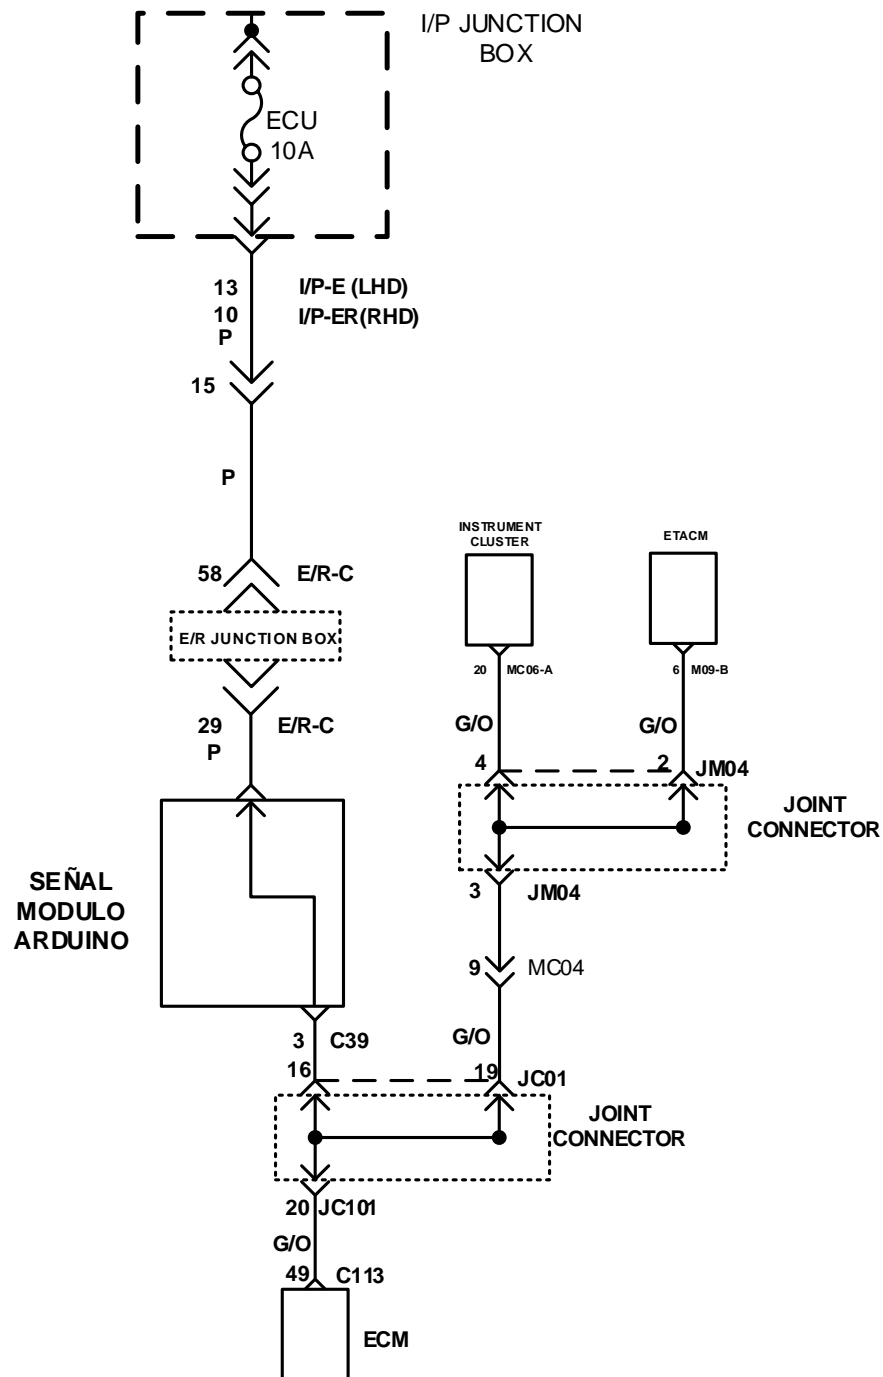 I/P JUNCTION
BOX
ECU
10A
13 I/P-E (LHD)
10 I/P-ER(RHD)
P
15
P
58 E/R-C
E/R JUNCTION BOX
29 E/R-C
P
SEÑAL
MODULO
ARDUINO
3 C39
16
INSTRUMENT
CLUSTER
ETACM
20 MC06-A
6 M09-B
G/O
G/O
4
2 JM04
JOINT
CONNECTOR
3 JM04
9 MC04
G/O
19 JC01
JOINT
CONNECTOR
20 JC101
G/O
49 C113
ECM